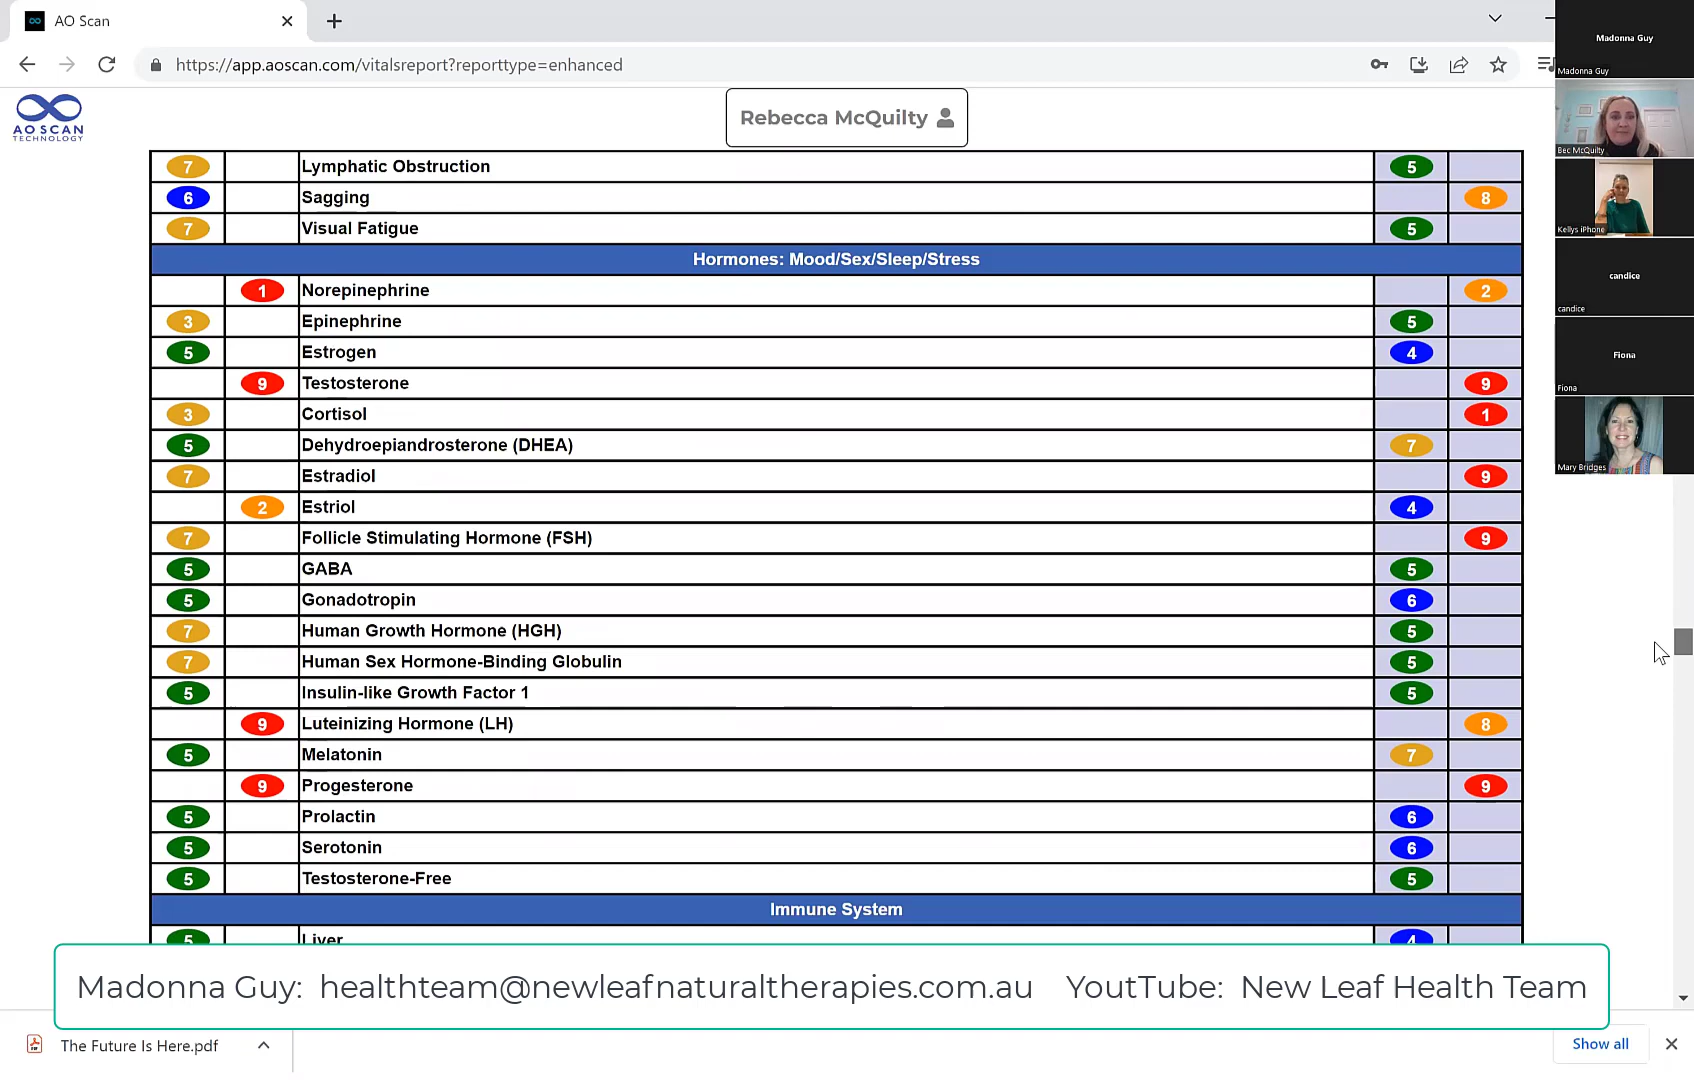 AO Scan
https://app.aoscan.com/vitalsreport?reporttype=enhanced
AO SCAN
TECHNOLOGY
Rebecca McQuilty
7 Lymphatic Obstruction 5
6 Sagging 8
7 Visual Fatigue 5
Hormones: Mood/Sex/Sleep/Stress
1 Norepinephrine 2
3 Epinephrine 5
5 Estrogen 4
9 Testosterone 9
3 Cortisol 1
5 Dehydroepiandrosterone (DHEA) 7
7 Estradiol 9
2 Estriol 4
7 Follicle Stimulating Hormone (FSH) 9
5 GABA 5
5 Gonadotropin 6
7 Human Growth Hormone (HGH) 5
7 Human Sex Hormone-Binding Globulin 5
5 Insulin-like Growth Factor 1 5
9 Luteinizing Hormone (LH) 8
5 Melatonin 7
9 Progesterone 9
5 Prolactin 6
5 Serotonin 6
5 Testosterone-Free 5
Immune System
5 Liver 4
Madonna Guy
Madonna Guy
Bec McQuilty
Kellys iPhone
candice
candice
Fiona
Fiona
Mary Bridges
Madonna Guy: healthteam@newleafnaturaltherapies.com.au YoutTube: New Leaf Health Team
The Future Is Here.pdf
Show all